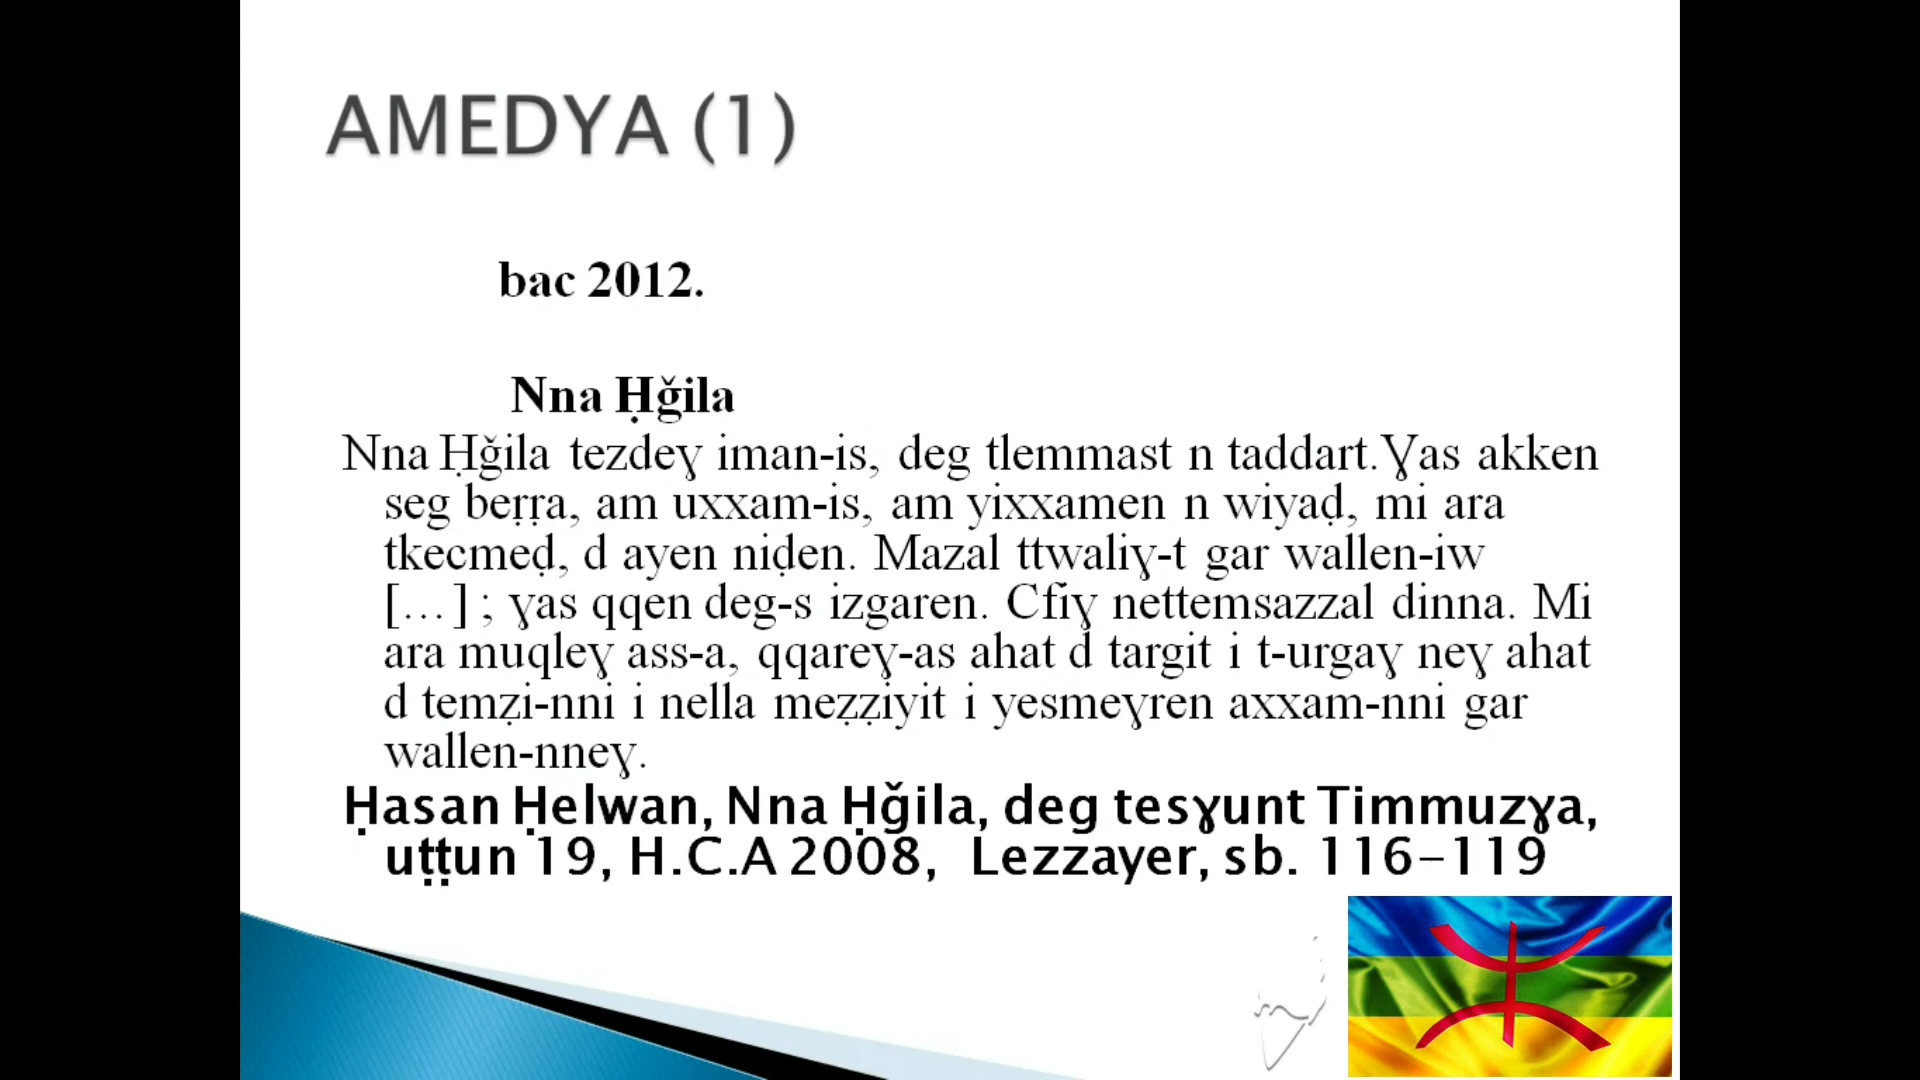 AMEDYA (1)
bac 2012.
Nna Ḥǧila
Nna Ḥǧila tezdeɣ iman-is, deg tlemmast n taddart.Ɣas akken
seg beṛṛa, am uxxam-is, am yixxamen n wiyaḍ, mi ara
tkecmeḍ, d ayen niḍen. Mazal ttwaliɣ-t gar wallen-iw
[…] ; ɣas qqen deg-s izgaren. Cfiɣ nettemsazzal dinna. Mi
ara muqleɣ ass-a, qqareɣ-as ahat d targit i t-urgaɣ neɣ ahat
d temẓi-nni i nella meẓẓiyit i yesmeɣren axxam-nni gar
wallen-nneɣ.
Ḥasan Ḥelwan, Nna Ḥǧila, deg tesɣunt Timmuzɣa,
uṭṭun 19, H.C.A 2008, Lezzayer, sb. 116-119